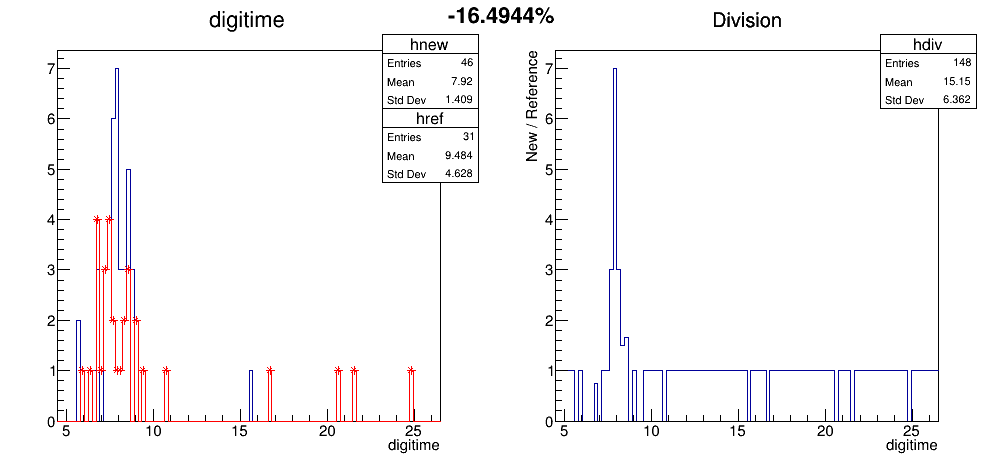 -16.4944%
digitime
hnew
Entries 46
Mean 7.92
Std Dev 1.409
href
Entries 31
Mean 9.484
Std Dev 4.628
7
6
5
4
3
2
1
0
5 10 15 20 25
digitime
Division
hdiv
Entries 148
Mean 15.15
Std Dev 6.362
New / Reference
7
6
5
4
3
2
1
0
5 10 15 20 25
digitime